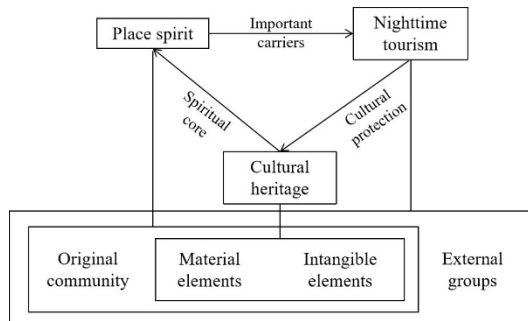 Place spirit
Important
carriers
Nighttime
tourism
Spiritual
core
Cultural
protection
Cultural
heritage
Original
community
Material
elements
Intangible
elements
External
groups